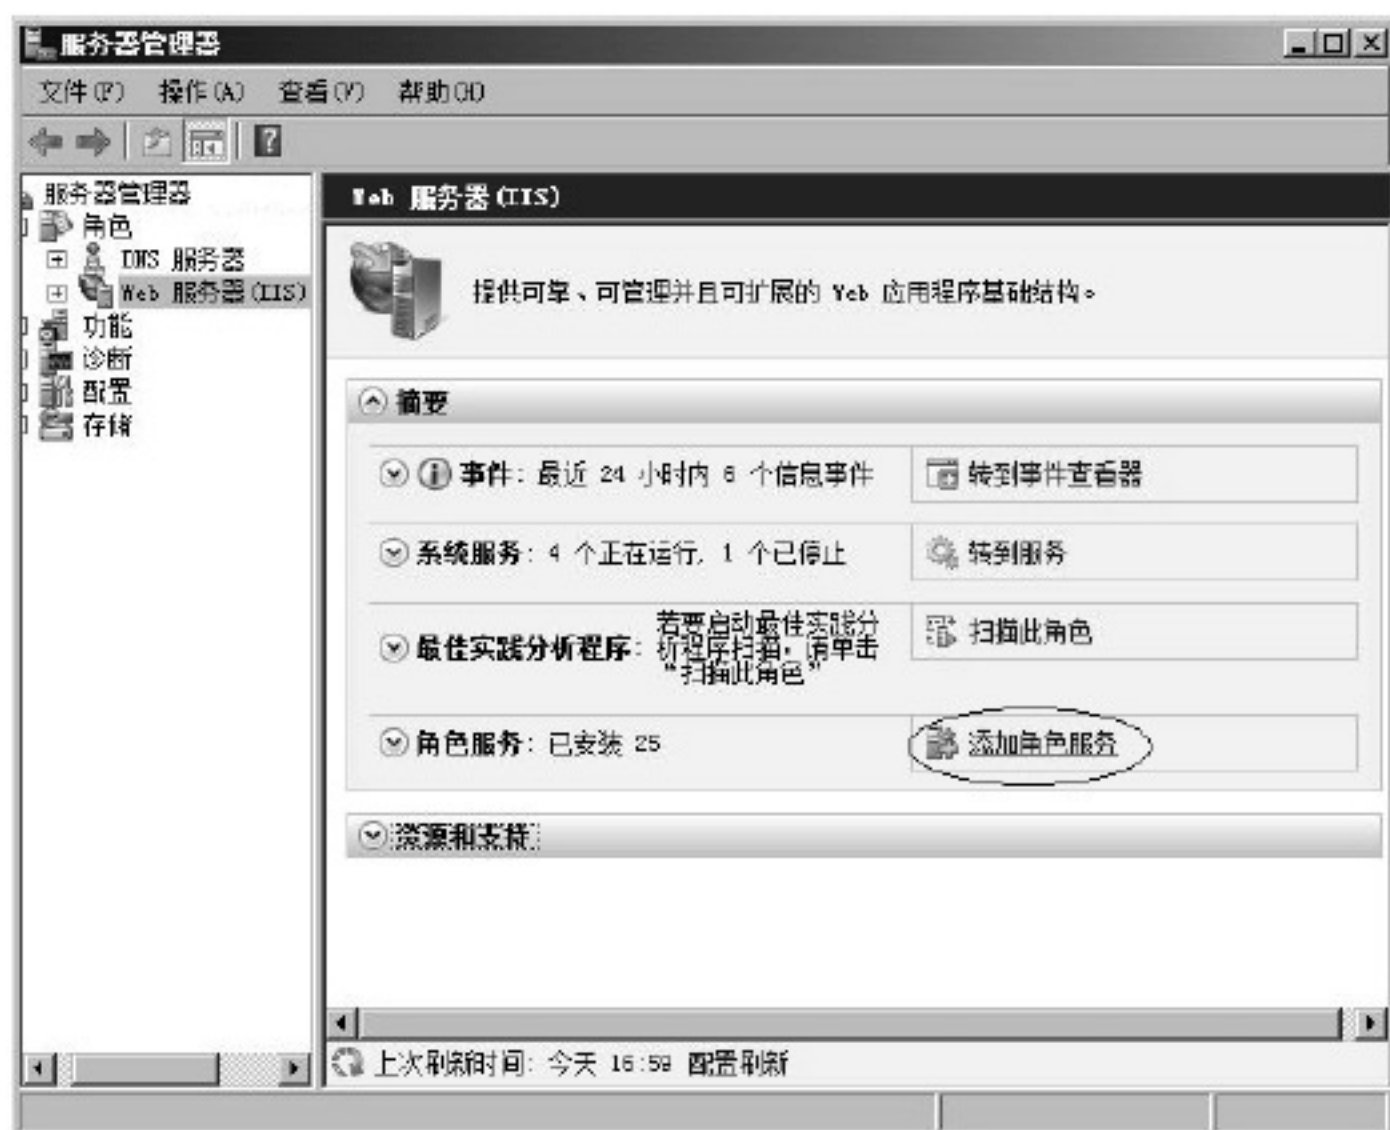 服务器管理器
文件(F) 操作(A) 查看(V) 帮助(H)
服务器管理器
角色
DNS 服务器
Web 服务器(IIS)
功能
诊断
配置
存储
Web 服务器(IIS)
提供可靠、可管理并且可扩展的 Web 应用程序基础结构。
摘要
事件: 最近 24 小时内 6 个信息事件
转到事件查看器
系统服务: 4 个正在运行, 1 个已停止
转到服务
最佳实践分析程序: 若要启动最佳实践分
析程序扫描，请单击
“扫描此角色”
扫描此角色
角色服务: 已安装 25
添加角色服务
资源和支持
上次刷新时间: 今天 16:59 配置刷新